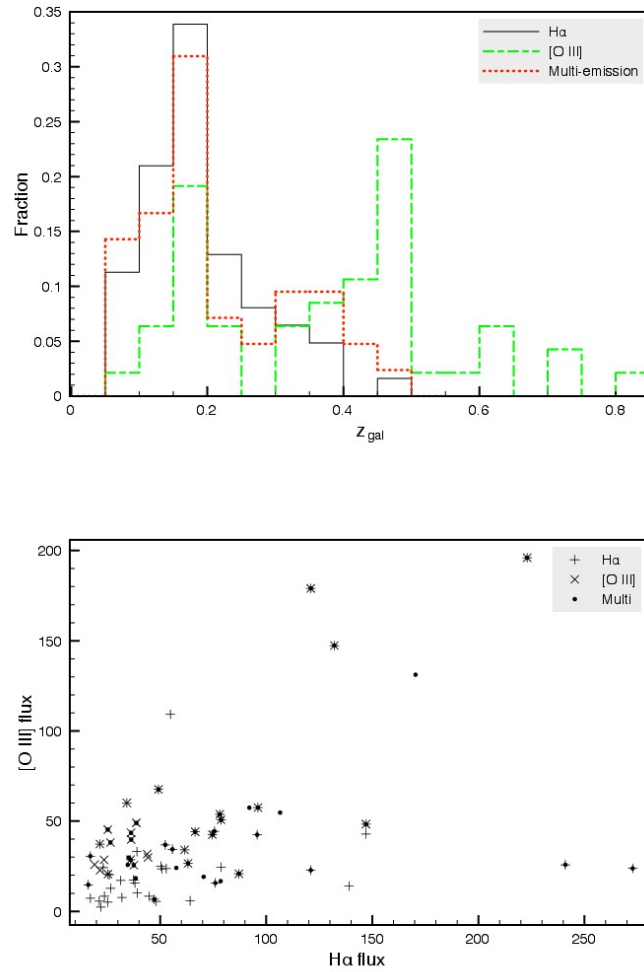 0.35
Hα
[O III]
Multi-emission
0.3
0.25
0.2
Fraction
0.15
0.1
0.05
0
0 0.2 0.4 0.6 0.8
z gal
200
Hα
[O III]
Multi
150
[O III] flux
100
50
0
50 100 150 200 250
Hα flux